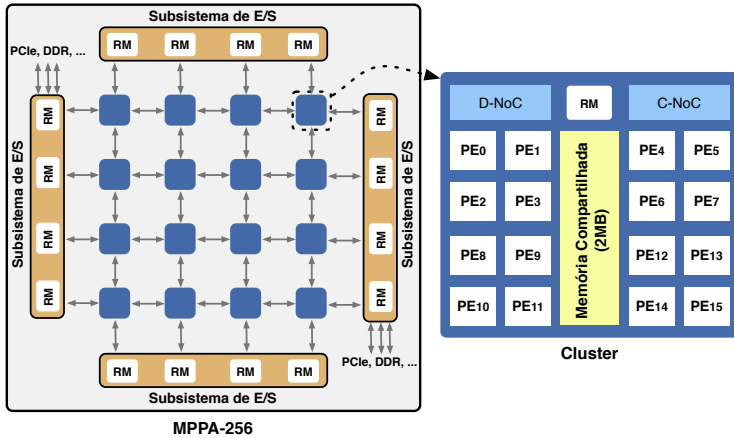 Subsistema de E/S
RM RM RM RM
PCIe, DDR, ...
Subsistema de E/S
RM
RM
RM
RM
RM
RM
RM
RM
Subsistema de E/S
PCIe, DDR, ...
RM RM RM RM
Subsistema de E/S
MPPA-256
D-NoC RM C-NoC
PE0 PE1 PE4 PE5
PE2 PE3 PE6 PE7
PE8 PE9 PE12 PE13
PE10 PE11 PE14 PE15
Memória Compartilhada
(2MB)
Cluster